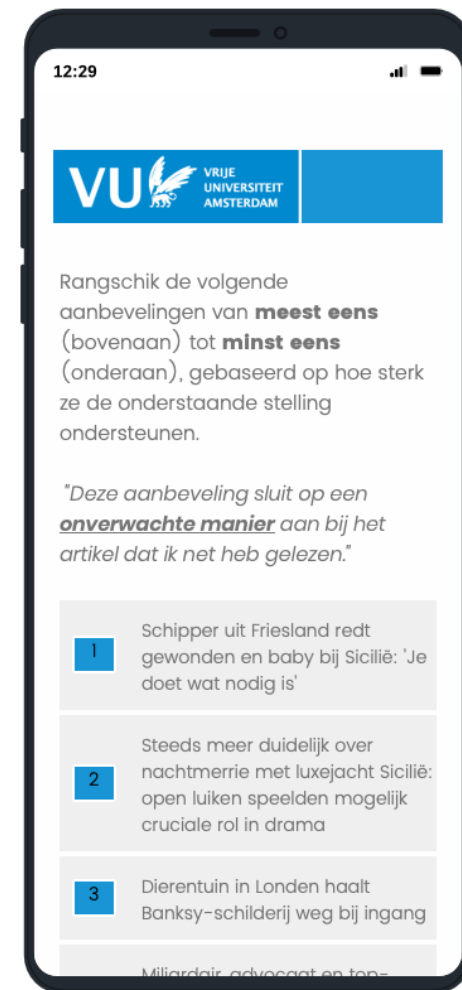 12:29
VU VRIJE
UNIVERSITEIT
AMSTERDAM
Rangschik de volgende
aanbevelingen van meest eens
(bovenaan) tot minst eens
(onderaan), gebaseerd op hoe sterk
ze de onderstaande stelling
ondersteunen.
"Deze aanbeveling sluit op een
onverwachte manier aan bij het
artikel dat ik net heb gelezen."
1
Schipper uit Friesland redt
gewonden en baby bij Sicilië: 'Je
doet wat nodig is'
2
Steeds meer duidelijk over
nachtmerrie met luxejacht Sicilië:
open luiken speelden mogelijk
cruciale rol in drama
3
Dierentuin in Londen haalt
Banksy-schilderij weg bij ingang
Miljardair, advocaat en top-